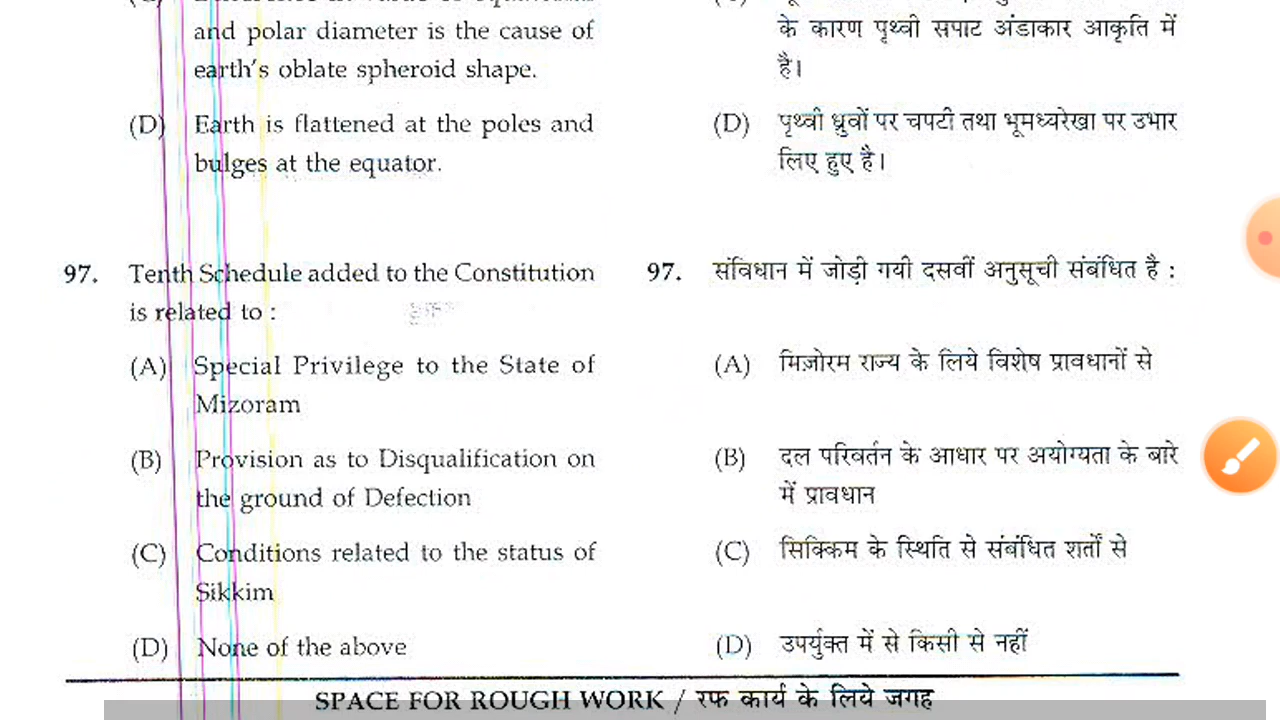 and polar diameter is the cause of
earth's oblate spheroid shape.
(D) Earth is flattened at the poles and
bulges at the equator.
97. Tenth Schedule added to the Constitution
is related to :
(A) Special Privilege to the State of
Mizoram
(B) Provision as to Disqualification on
the ground of Defection
(C) Conditions related to the status of
Sikkim
(D) None of the above
के कारण पृथ्वी सपाट अंडाकार आकृति में
है।
(D) पृथ्वी ध्रुवों पर चपटी तथा भूमध्यरेखा पर उभार
लिए हुए है।
97. संविधान में जोड़ी गयी दसवीं अनुसूची संबंधित है :
(A) मिज़ोरम राज्य के लिये विशेष प्रावधानों से
(B) दल परिवर्तन के आधार पर अयोग्यता के बारे
में प्रावधान
(C) सिक्किम के स्थिति से संबंधित शर्तों से
(D) उपर्युक्त में से किसी से नहीं
SPACE FOR ROUGH WORK / रफ कार्य के लिये जगह